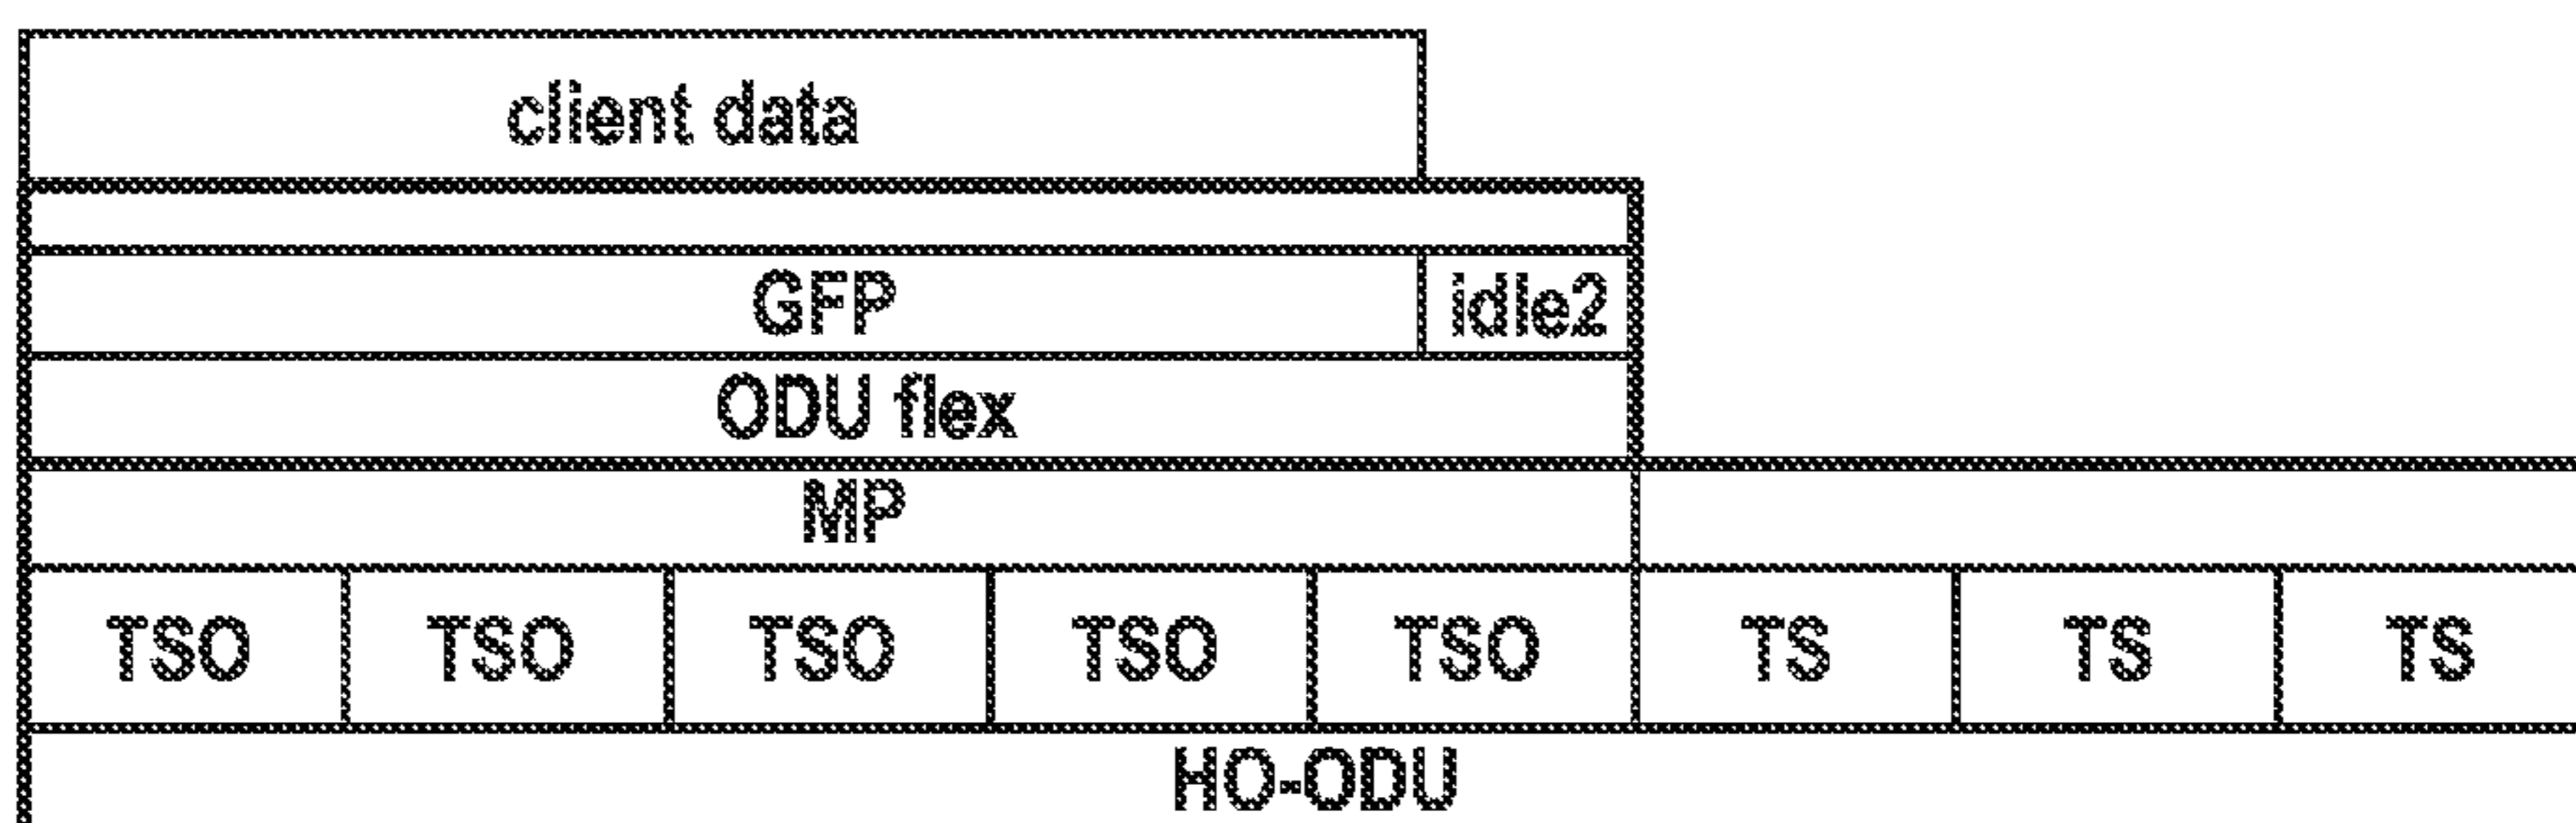 client data
GFP idle2
ODU flex
MP
TSO TSO TSO TSO TSO TS TS TS
HO-ODU